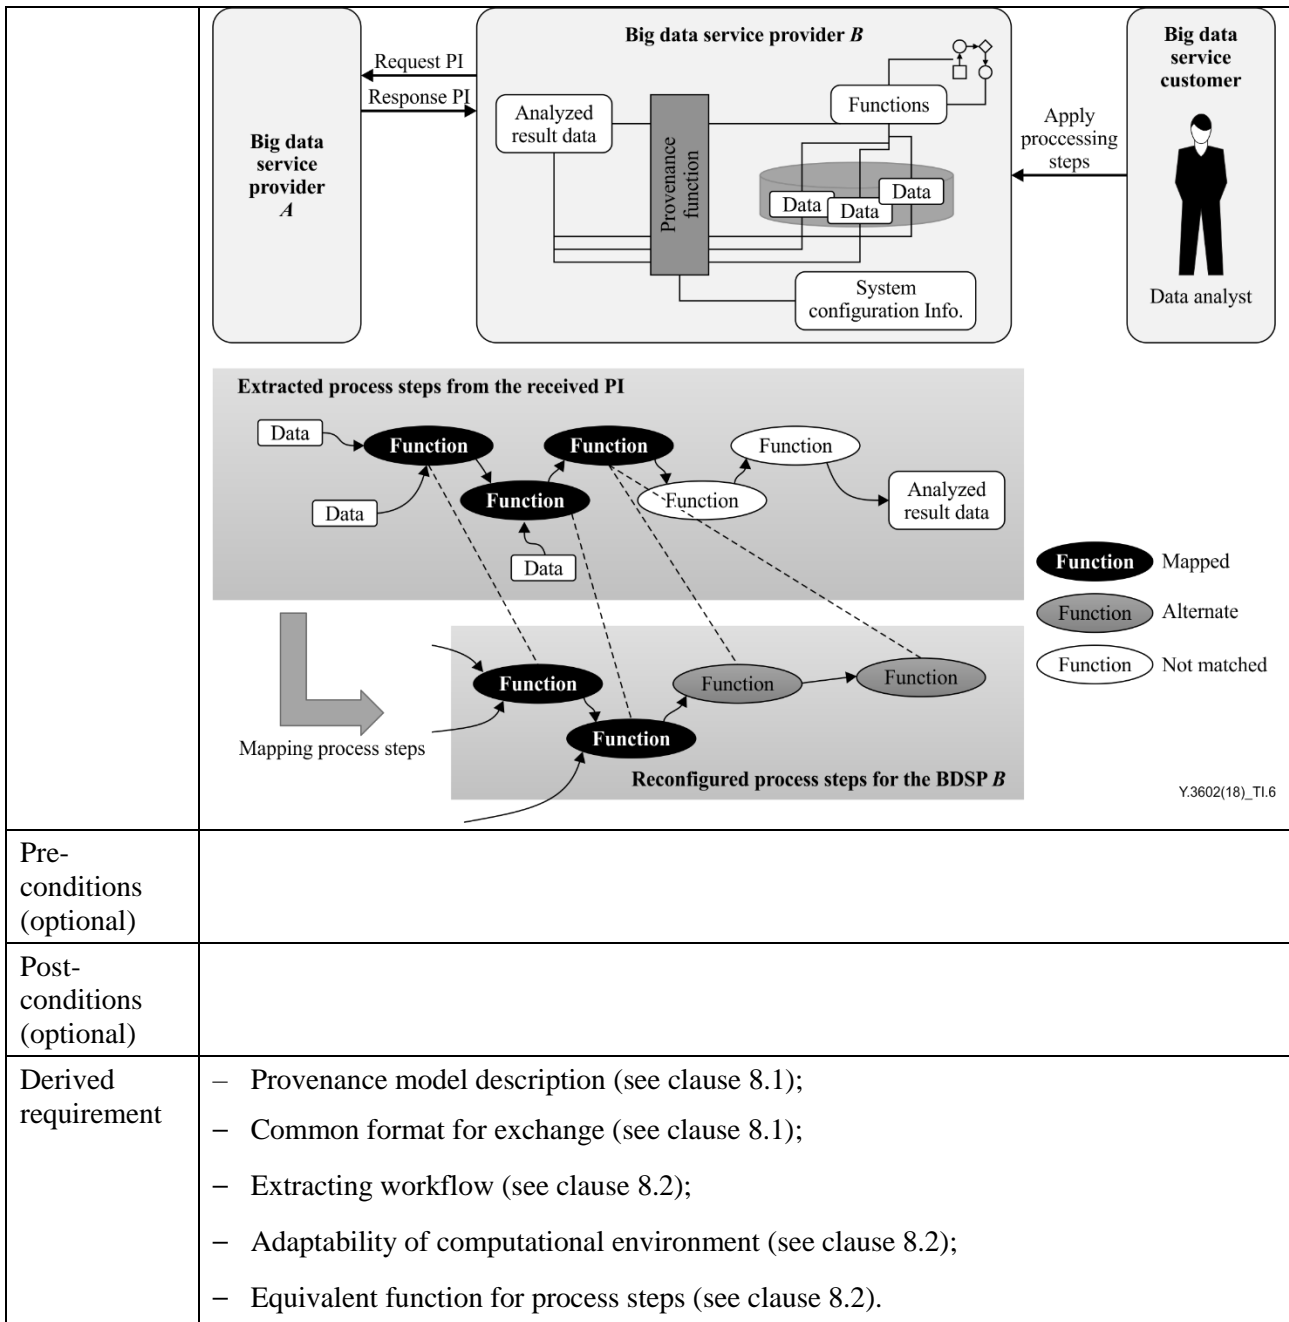 Big data service provider B
Big data
service
customer
Request PI
Response PI
Analyzed
result data
Functions
Apply
proccessing
steps
Big data
service
provider
A
Provenance
function
Data
Data
Data
System
configuration Info.
Data analyst
Extracted process steps from the received PI
Data
Function
Function
Function
Data
Function
Function
Analyzed
result data
Data
Function Mapped
Function Alternate
Function Not matched
Function
Function
Function
Function
Mapping process steps
Reconfigured process steps for the BDSP B
Y.3602(18)_TI.6
Pre-
conditions
(optional)
Post-
conditions
(optional)
Derived
requirement
– Provenance model description (see clause 8.1);
– Common format for exchange (see clause 8.1);
– Extracting workflow (see clause 8.2);
– Adaptability of computational environment (see clause 8.2);
– Equivalent function for process steps (see clause 8.2).